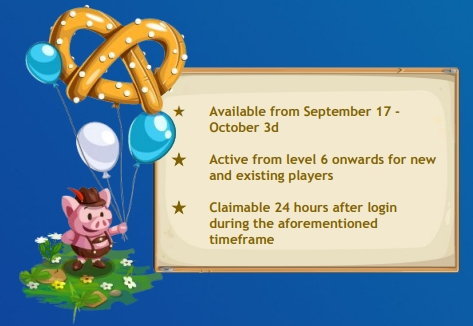 Available from September 17 -
October 3d
Active from level 6 onwards for new
and existing players
Claimable 24 hours after login
during the aforementioned
timeframe